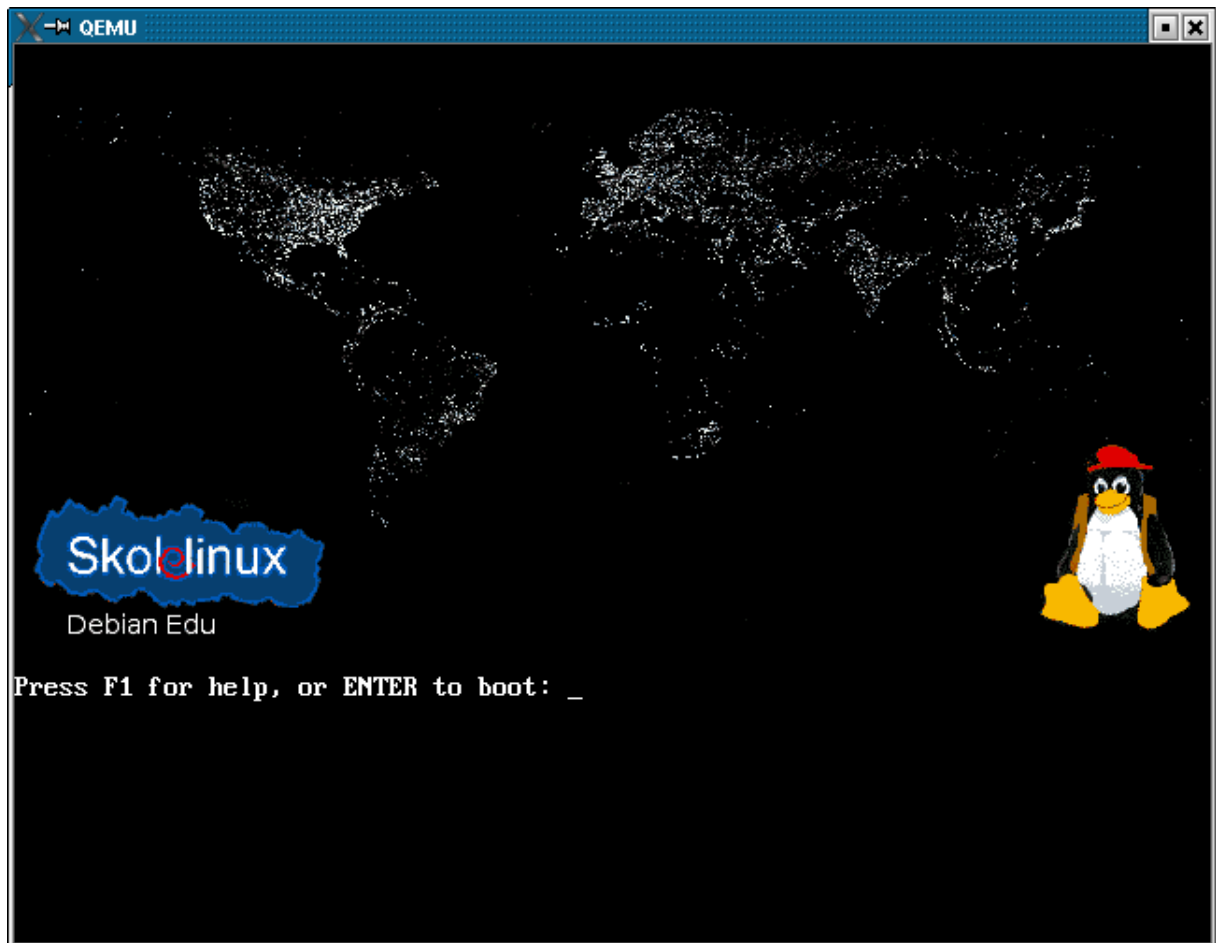 QEMU
Skolelinux
Debian Edu
Press F1 for help, or ENTER to boot: _